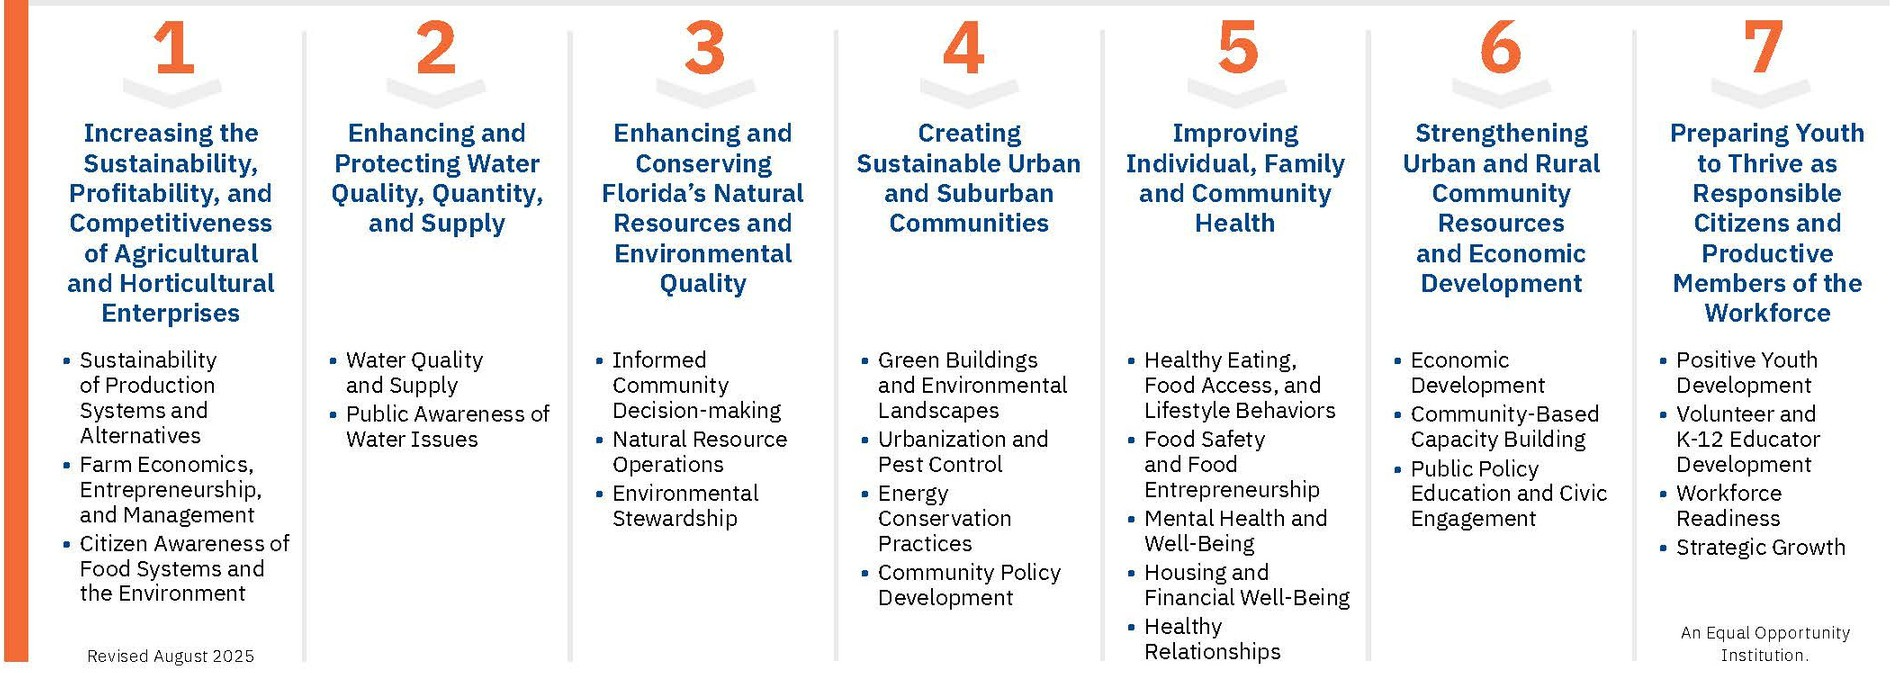 1
Increasing the
Sustainability,
Profitability, and
Competitiveness
of Agricultural
and Horticultural
Enterprises
• Sustainability
of Production
Systems and
Alternatives
• Farm Economics,
Entrepreneurship,
and Management
• Citizen Awareness of
Food Systems and
the Environment
Revised August 2025
2
Enhancing and
Protecting Water
Quality, Quantity,
and Supply
• Water Quality
and Supply
• Public Awareness of
Water Issues
3
Enhancing and
Conserving
Florida’s Natural
Resources and
Environmental
Quality
• Informed
Community
Decision-making
• Natural Resource
Operations
• Environmental
Stewardship
4
Creating
Sustainable Urban
and Suburban
Communities
• Green Buildings
and Environmental
Landscapes
• Urbanization and
Pest Control
• Energy
Conservation
Practices
• Community Policy
Development
5
Improving
Individual, Family
and Community
Health
• Healthy Eating,
Food Access, and
Lifestyle Behaviors
• Food Safety
and Food
Entrepreneurship
• Mental Health and
Well-Being
• Housing and
Financial Well-Being
• Healthy
Relationships
6
Strengthening
Urban and Rural
Community
Resources
and Economic
Development
• Economic
Development
• Community-Based
Capacity Building
• Public Policy
Education and Civic
Engagement
7
Preparing Youth
to Thrive as
Responsible
Citizens and
Productive
Members of the
Workforce
• Positive Youth
Development
• Volunteer and
K-12 Educator
Development
• Workforce
Readiness
• Strategic Growth
An Equal Opportunity
Institution.